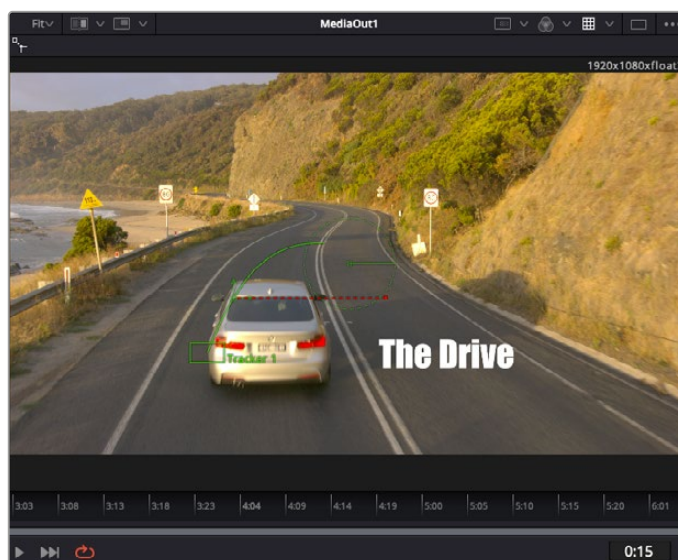 Fit
MediaOut1
1920x1080xfloat
The Drive
Tracker 1
3:03 3:08 3:13 3:18 3:23 4:04 4:09 4:14 4:19 5:00 5:05 5:10 5:15 5:20 6:01
0:15